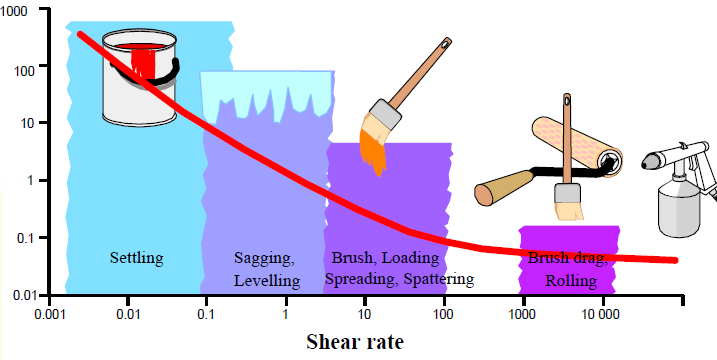 1000
100
10
1
0.1
0.01
Settling
Sagging,
Levelling
Brush, Loading
Spreading, Spattering
Brush drag,
Rolling
0.001 0.01 0.1 1 10 100 1000 10 000
Shear rate